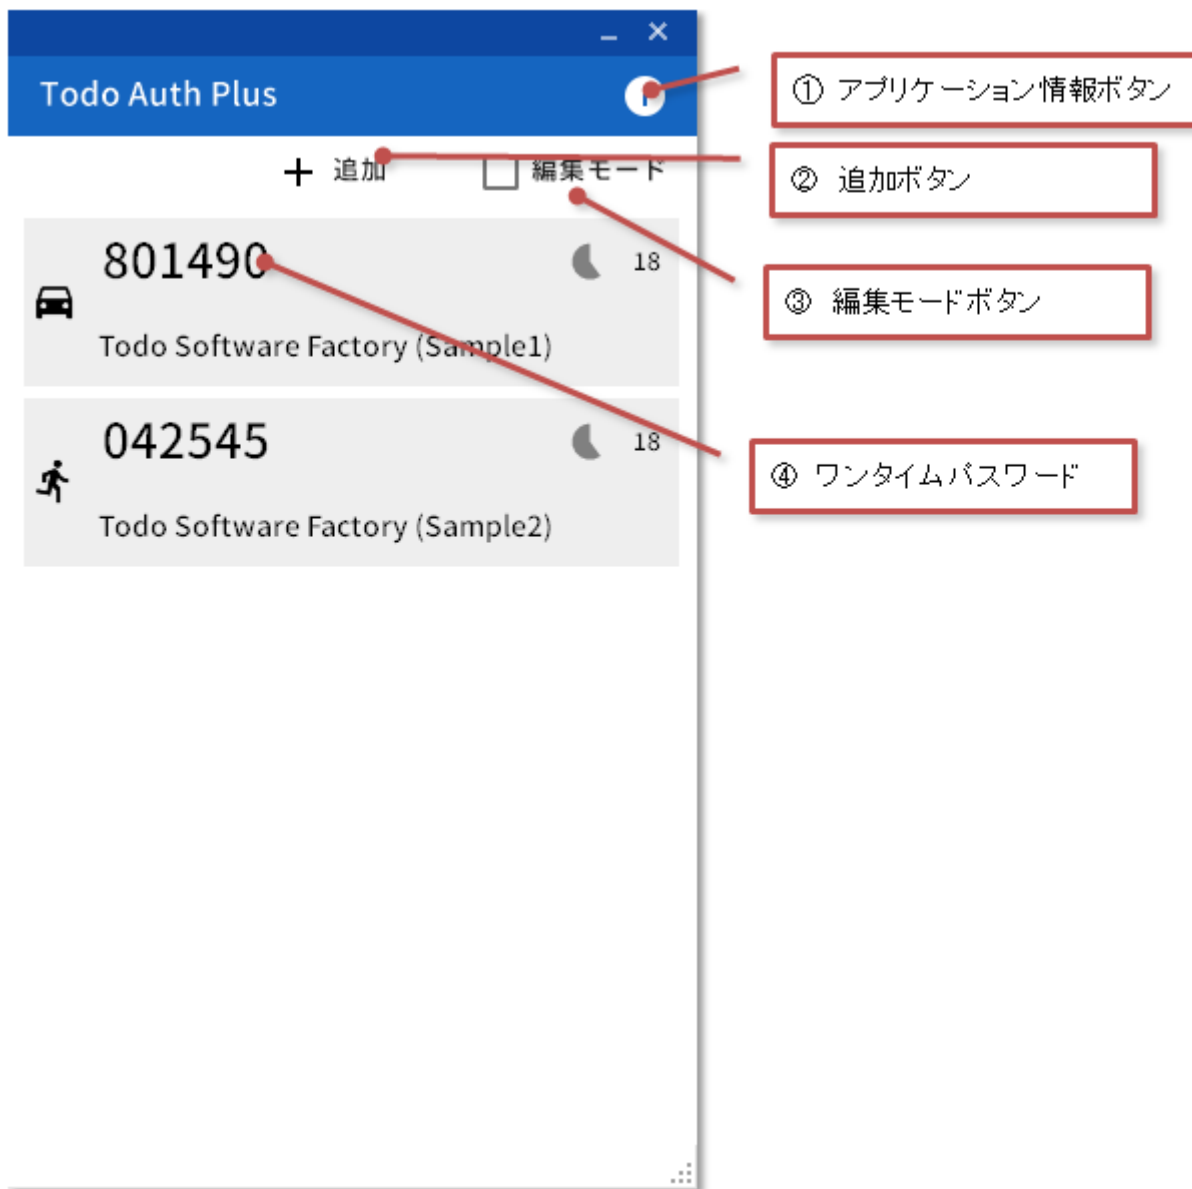 Todo Auth Plus
① アプリケーション情報ボタン
+ 追加
編集モード
② 追加ボタン
801490
18
③ 編集モードボタン
Todo Software Factory (Sample1)
042545
18
④ ワンタイムパスワード
Todo Software Factory (Sample2)